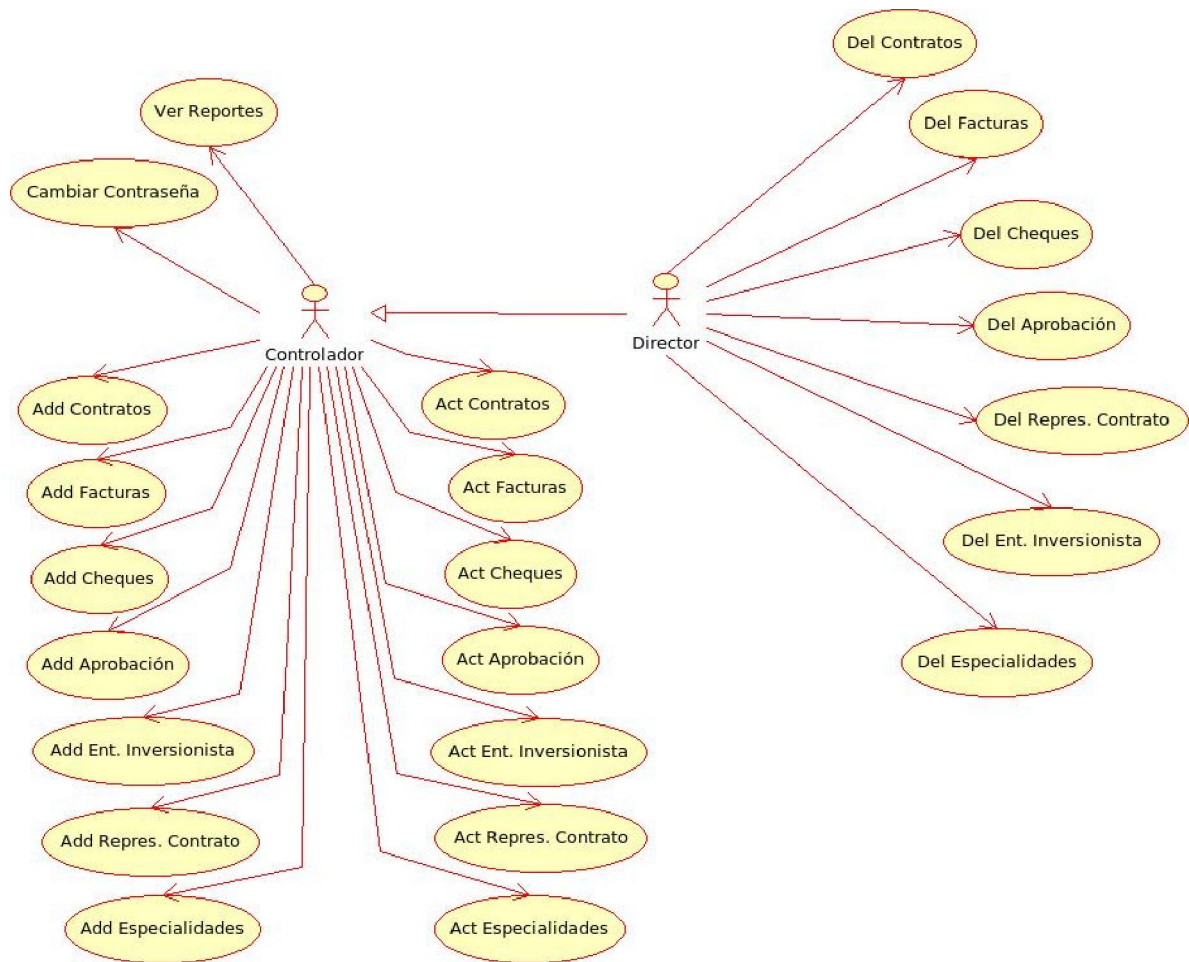 Del Contratos
Ver Reportes
Del Facturas
Cambiar Contraseña
Del Cheques
Controlador
Director
Del Aprobación
Add Contratos
Act Contratos
Del Repres. Contrato
Add Facturas
Act Facturas
Del Ent. Inversionista
Add Cheques
Act Cheques
Add Aprobación
Act Aprobación
Del Especialidades
Add Ent. Inversionista
Act Ent. Inversionista
Add Repres. Contrato
Act Repres. Contrato
Add Especialidades
Act Especialidades